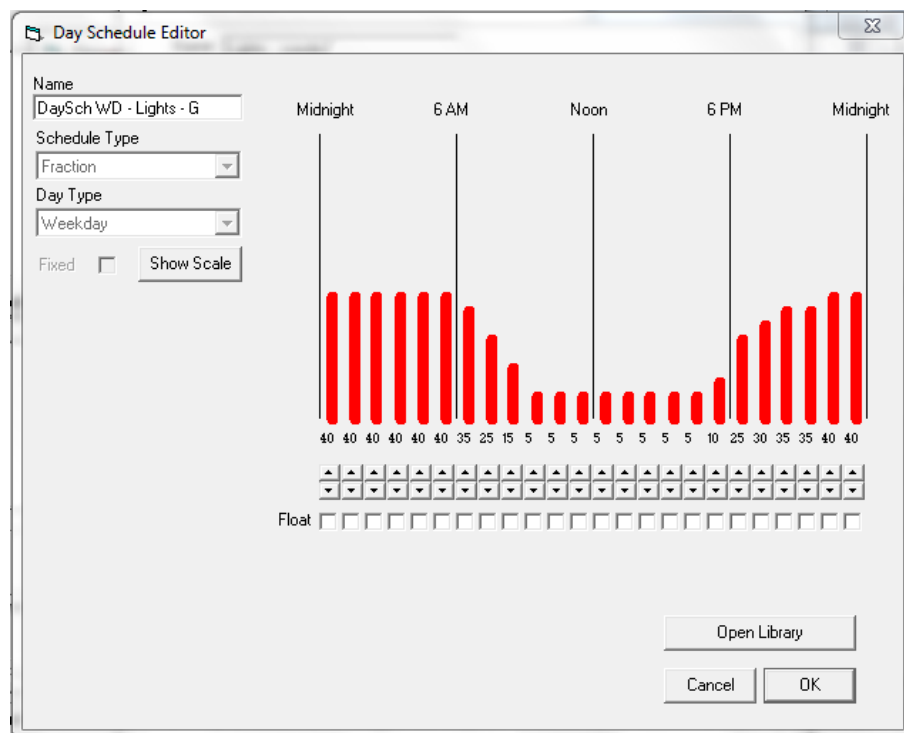 Day Schedule Editor
Name
DaySch WD - Lights - G
Schedule Type
Fraction
Day Type
Weekday
Fixed
Show Scale
Midnight 6 AM Noon 6 PM Midnight
40 40 40 40 40 40 35 25 15 5 5 5 5 5 5 5 5 10 25 30 35 35 40 40
Float
Open Library
Cancel OK